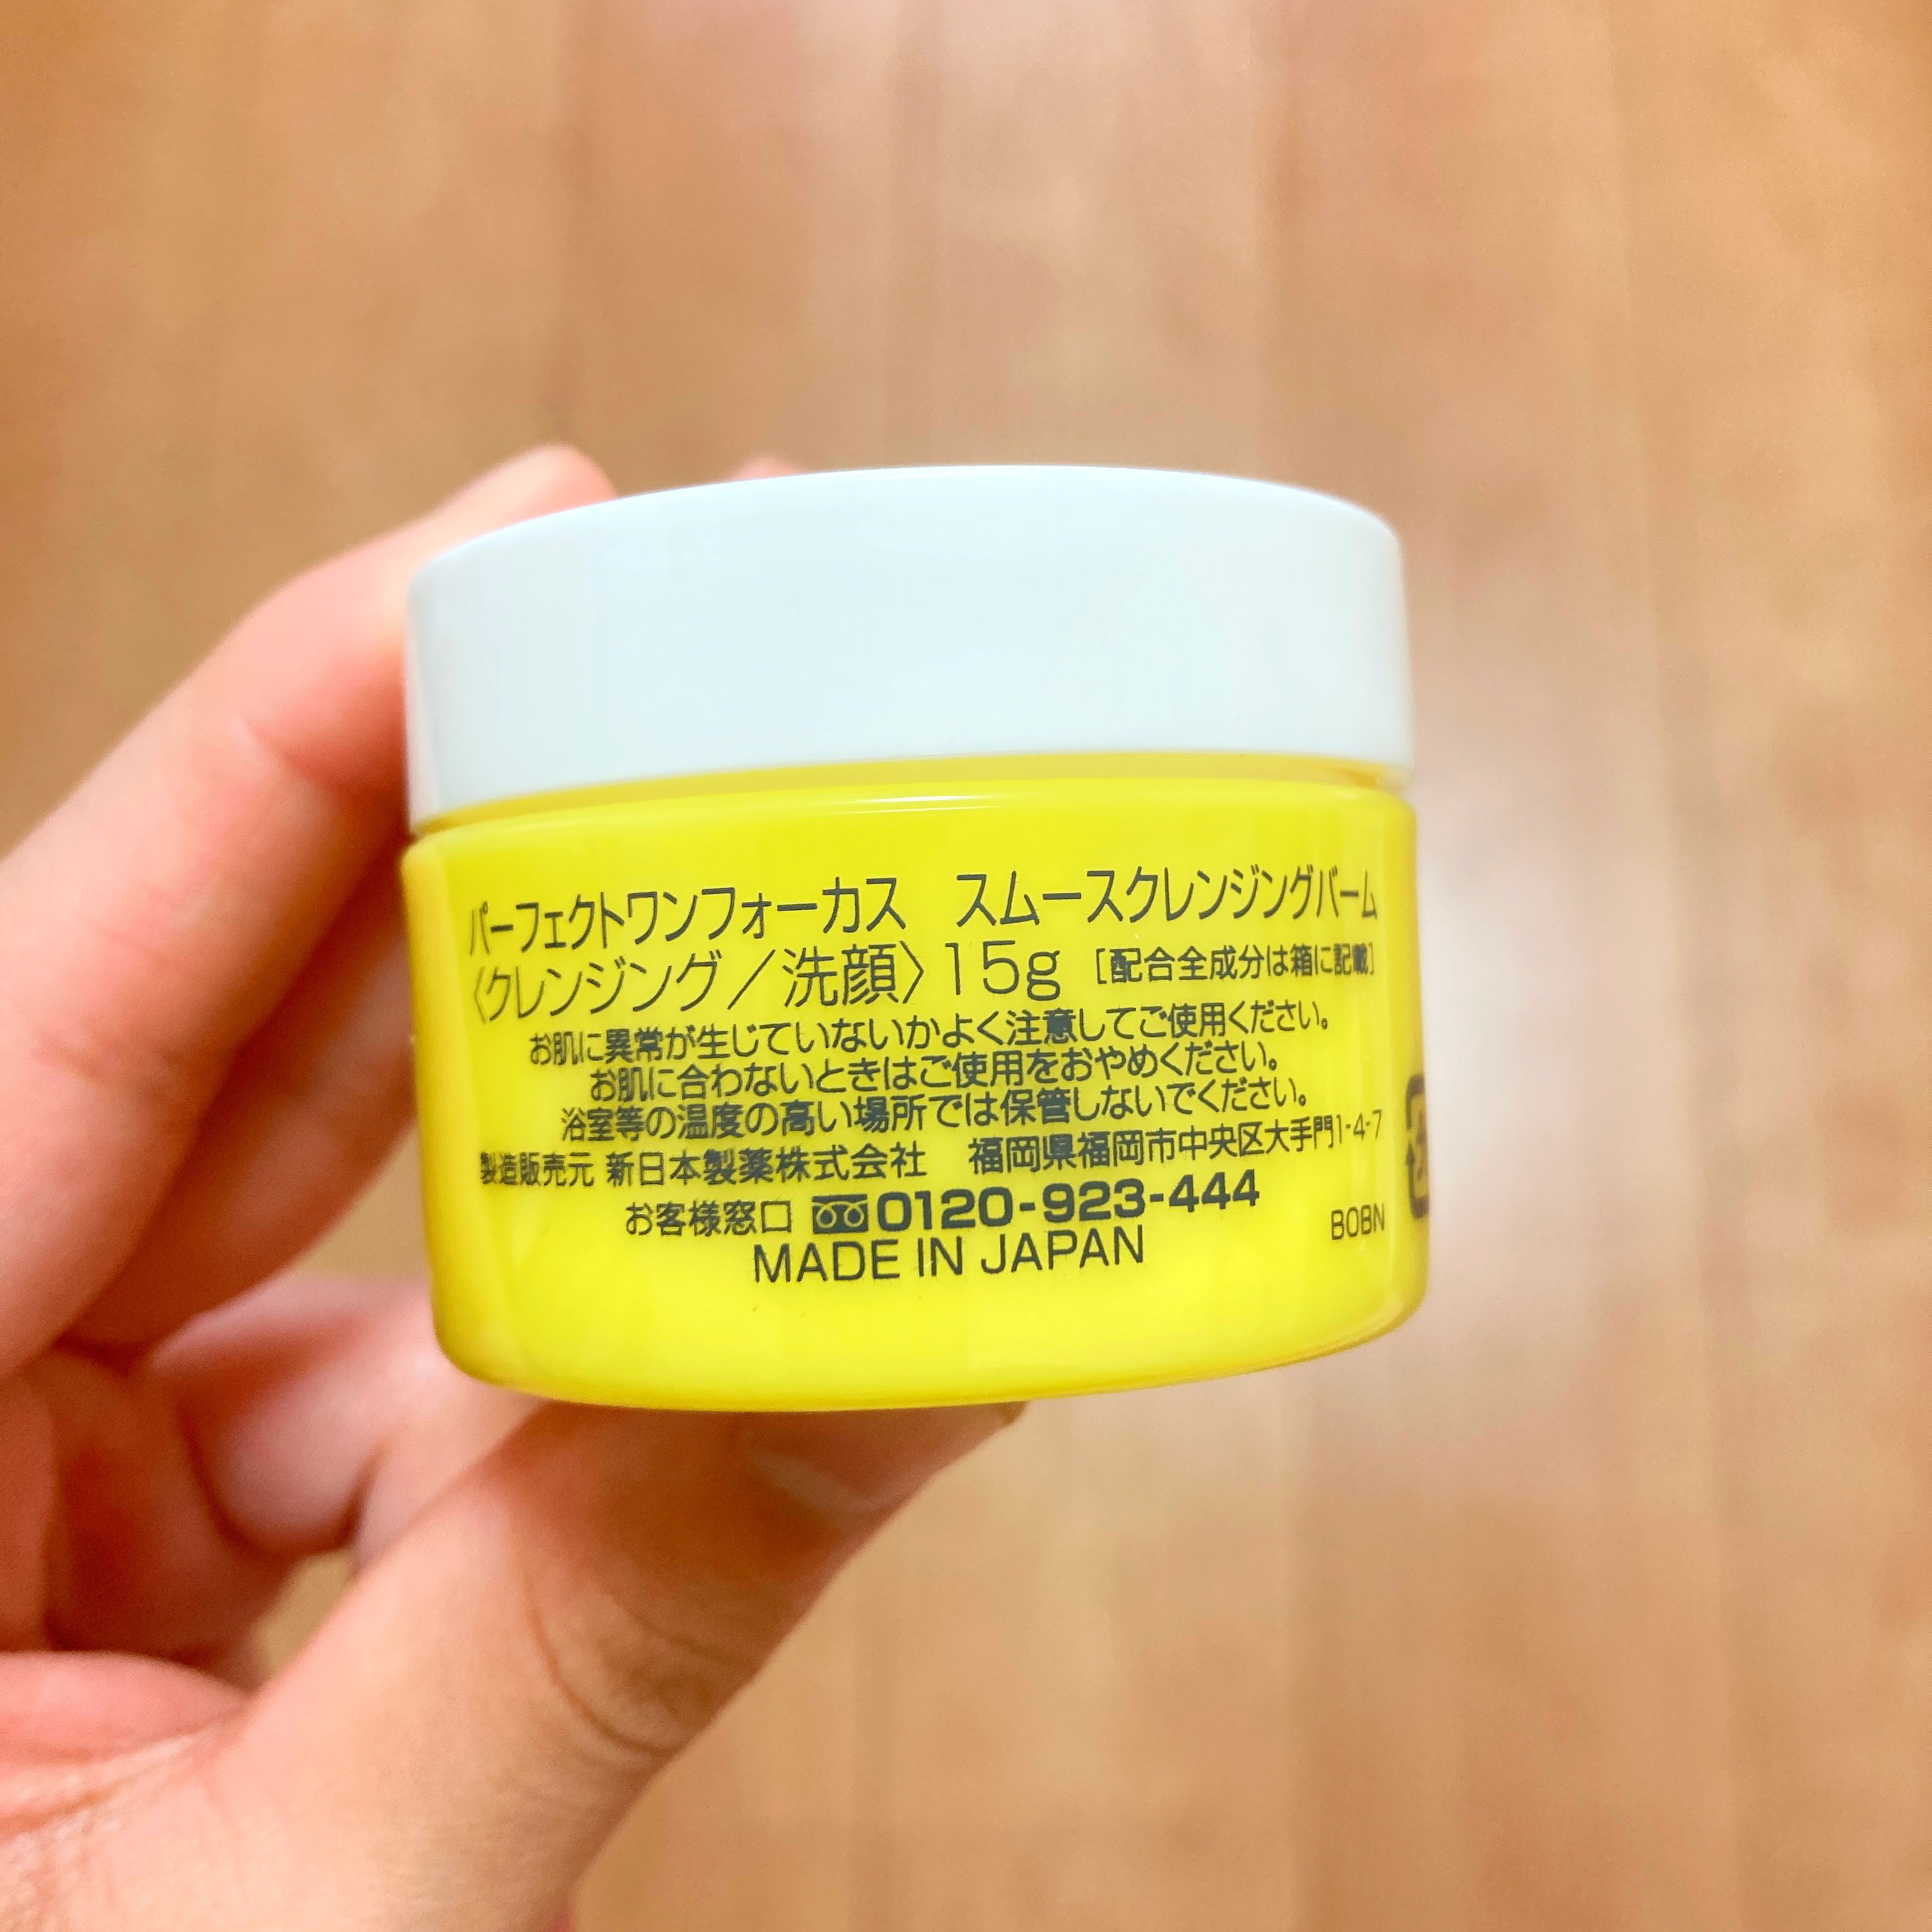 パーフェクトワンフォーカス　スムースクレンジングバーム
〈クレンジング／洗顔〉15g [配合全成分は箱に記載]
お肌に異常が生じていないかよく注意してご使用ください。
お肌に合わないときはご使用をおやめください。
浴室等の温度の高い場所では保管しないでください。
製造販売元 新日本製薬株式会社　福岡県福岡市中央区大手門1-4-7
お客様窓口 0120-923-444
MADE IN JAPAN
BOBN